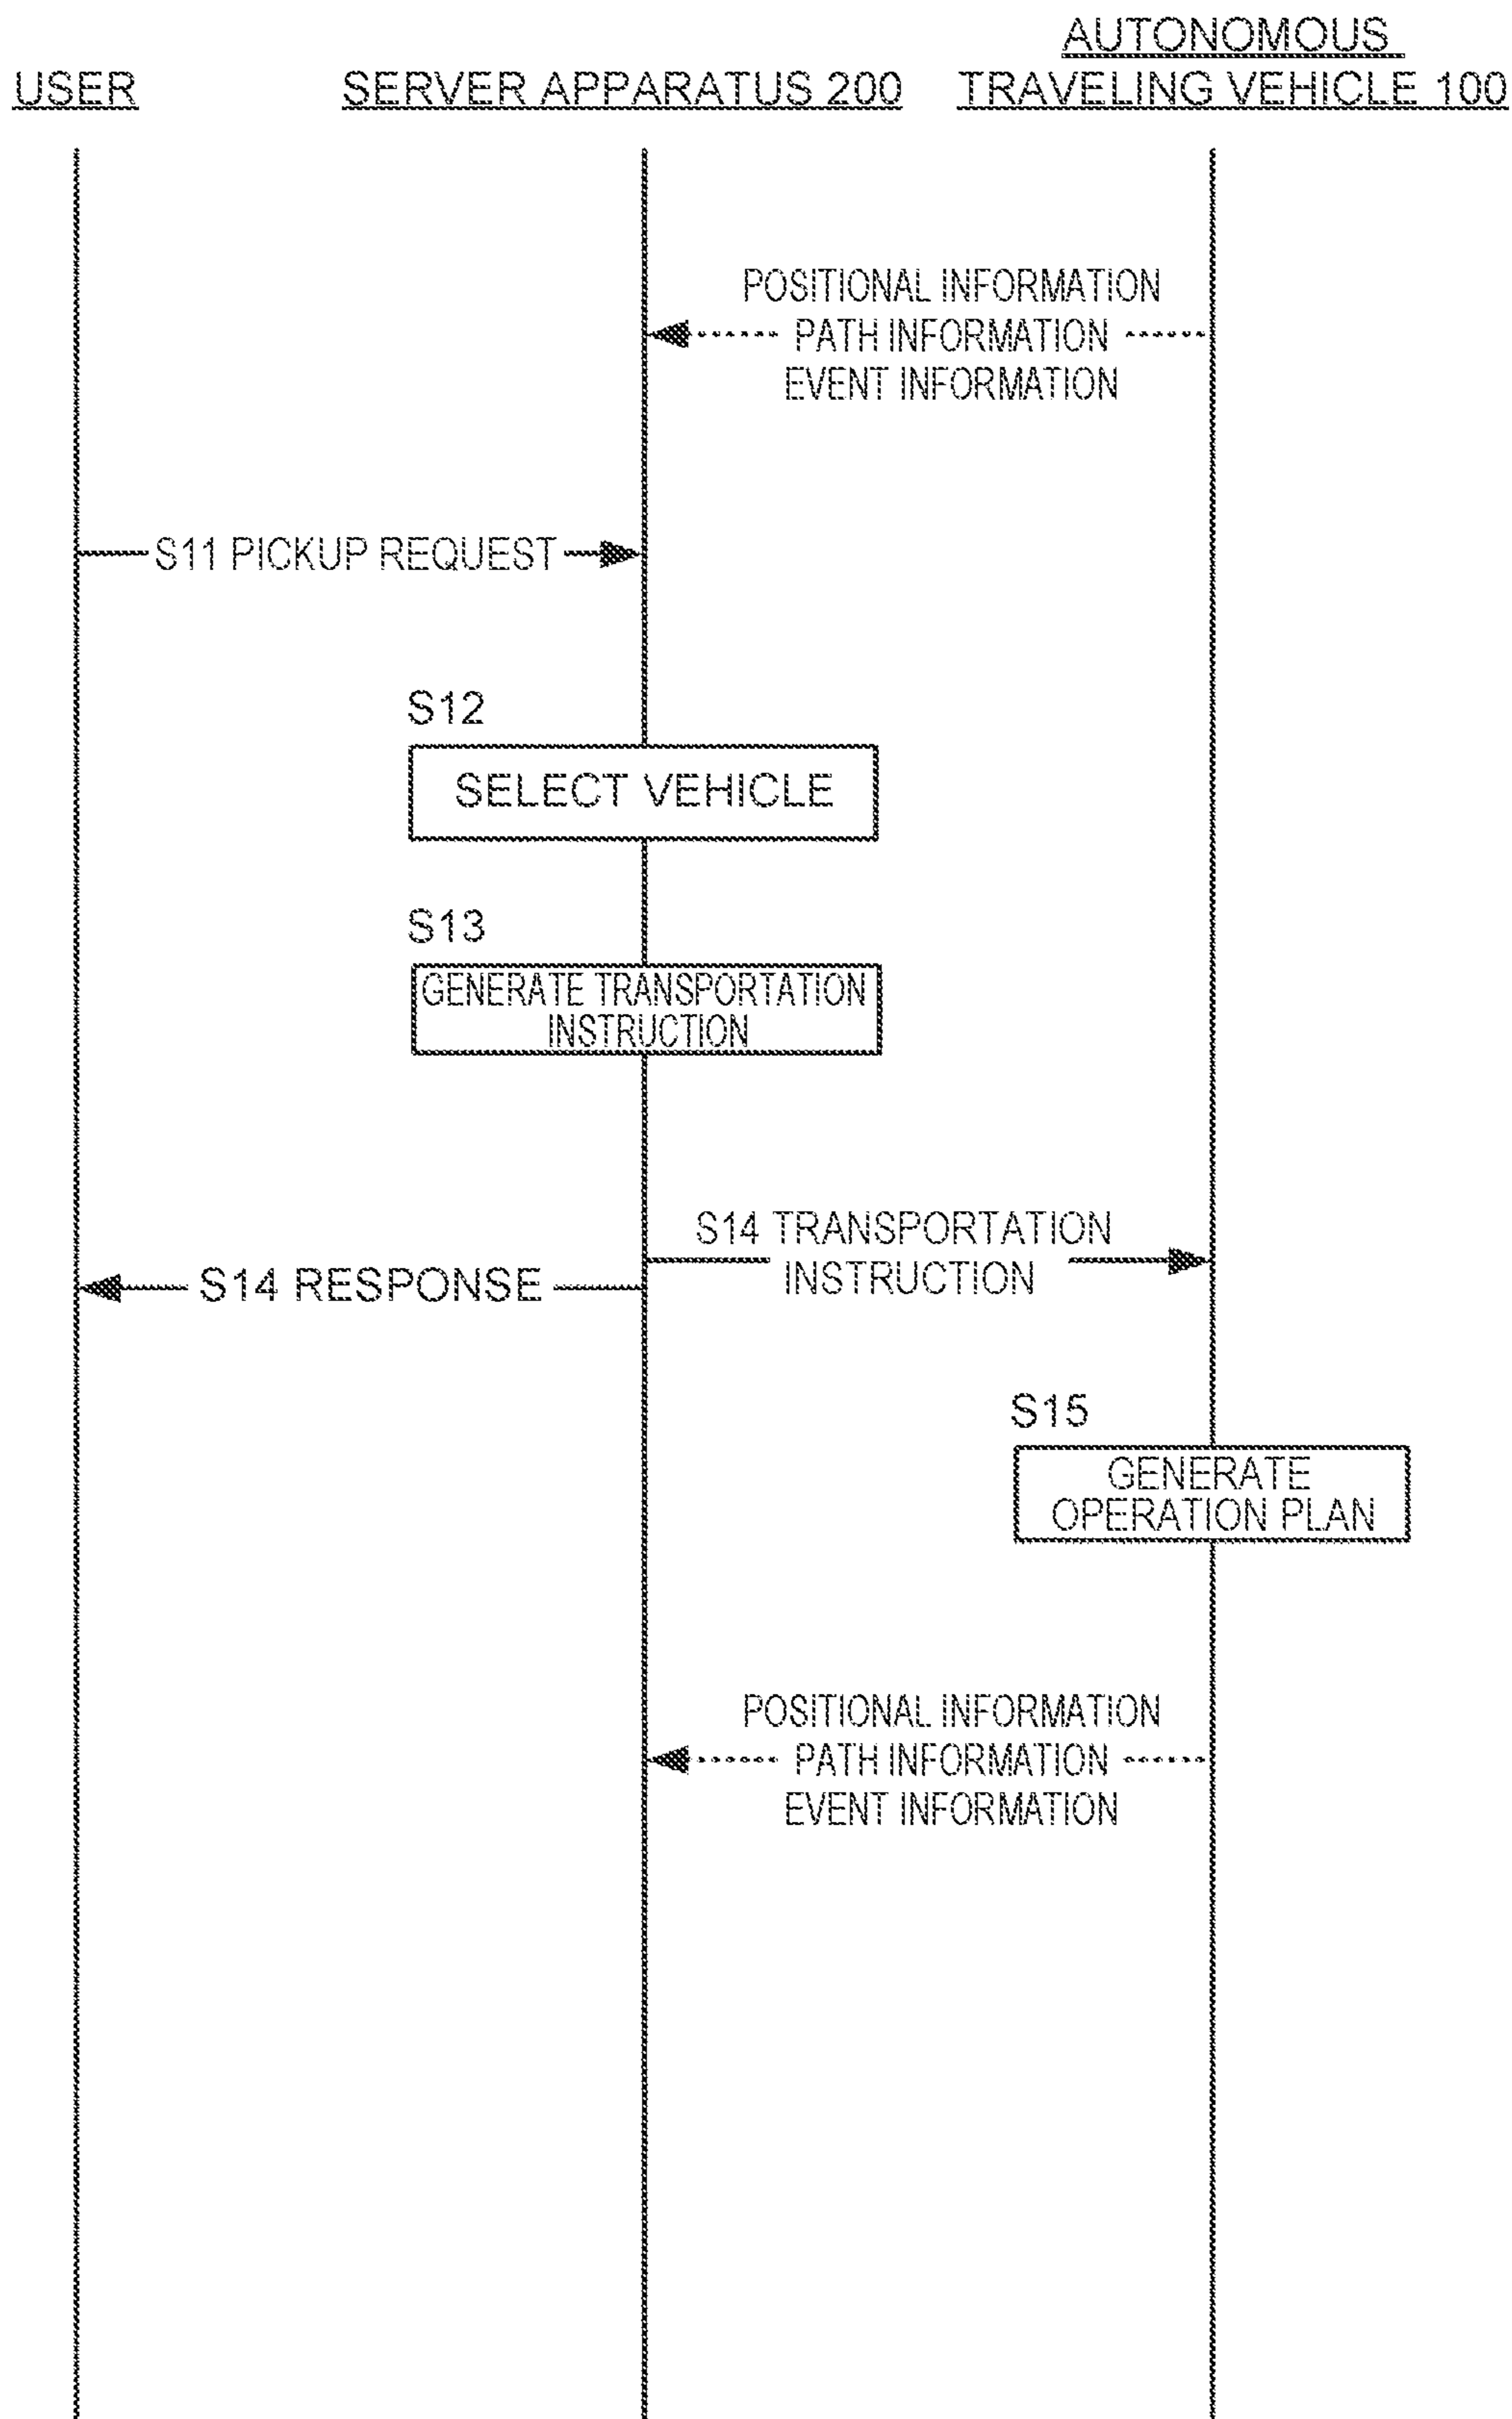 USER
SERVER APPARATUS 200
AUTONOMOUS
TRAVELING VEHICLE 100
POSITIONAL INFORMATION
PATH INFORMATION
EVENT INFORMATION
S11 PICKUP REQUEST
S12
SELECT VEHICLE
S13
GENERATE TRANSPORTATION
INSTRUCTION
S14 TRANSPORTATION
INSTRUCTION
S14 RESPONSE
S15
GENERATE
OPERATION PLAN
POSITIONAL INFORMATION
PATH INFORMATION
EVENT INFORMATION